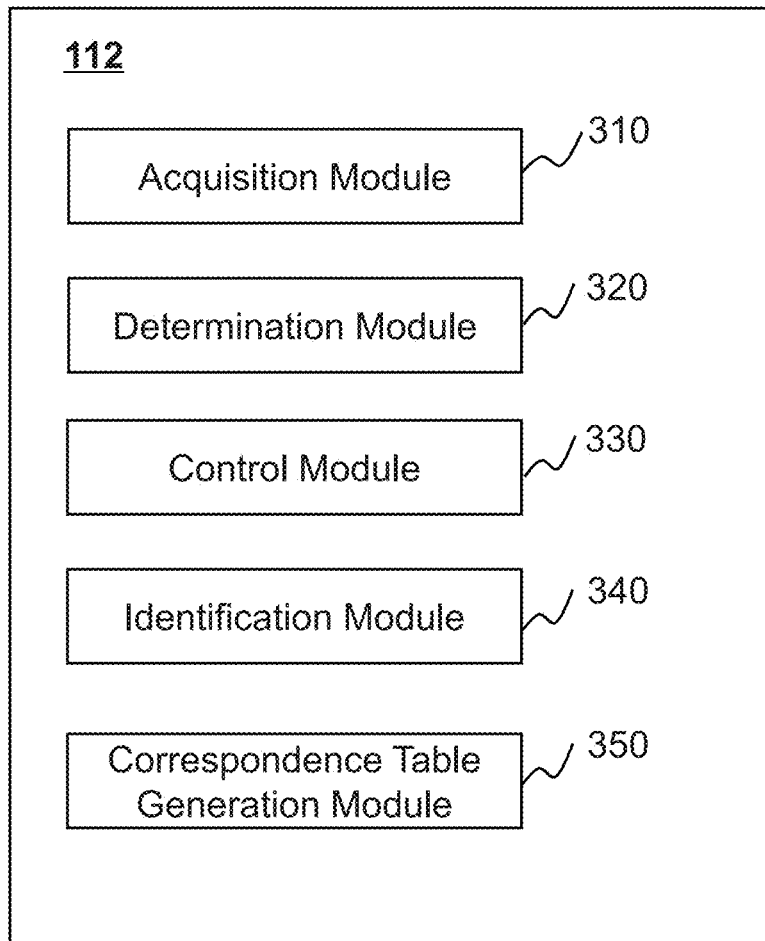 112
Acquisition Module
310
Determination Module
320
Control Module
330
Identification Module
340
Correspondence Table
Generation Module
350